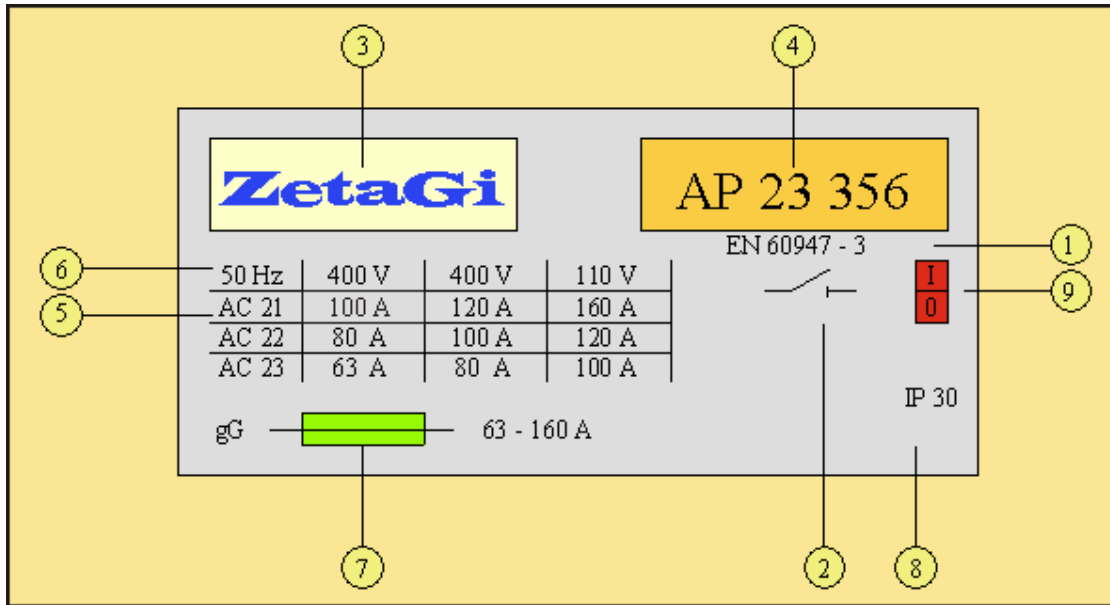 3 4
ZetaGi
AP 23 356
EN 60947 - 3
1
6
50 Hz 400 V 400 V 110 V
I
9
5
AC 21 100 A 120 A 160 A
0
AC 22 80 A 100 A 120 A
AC 23 63 A 80 A 100 A
IP 30
gG 63 - 160 A
7 2 8